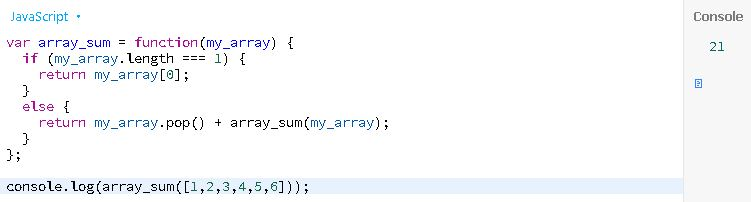 JavaScript
Console
var array_sum = function(my_array) {
  if (my_array.length === 1) {
    return my_array[0];
  }
  else {
    return my_array.pop() + array_sum(my_array);
  }
};
console.log(array_sum([1,2,3,4,5,6]));
21